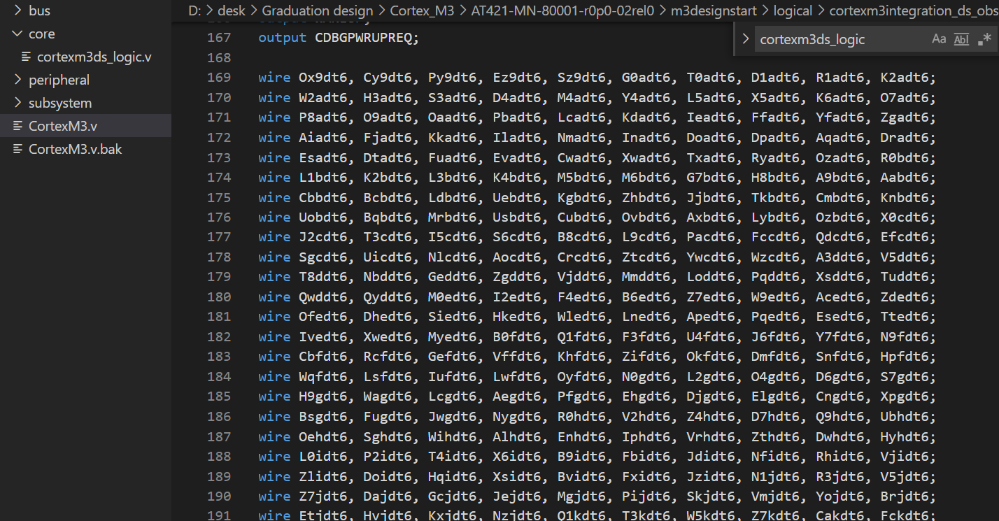 bus
core
cortexm3ds_logic.v
peripheral
subsystem
CortexM3.v
CortexM3.v.bak
D: > desk > Graduation design > Cortex_M3 > AT421-MN-80001-r0p0-02rel0 > m3designstart > logical > cortexm3integration_ds_obs
cortexm3ds_logic Aa Abl .*
167 output CDBGPWRUPREQ;
168
169 wire Ox9dt6, Cy9dt6, Py9dt6, Ez9dt6, Sz9dt6, G0adt6, T0adt6, D1adt6, R1adt6, K2adt6;
170 wire W2adt6, H3adt6, S3adt6, D4adt6, M4adt6, Y4adt6, L5adt6, X5adt6, K6adt6, O7adt6;
171 wire P8adt6, O9adt6, Oaadt6, Pbadt6, Lcadt6, Kdadt6, Ieadt6, Ffadt6, Yfadt6, Zgadt6;
172 wire Aiadt6, Fjadt6, Kkadt6, Iladt6, Nmadt6, Inadt6, Doadt6, Dpadt6, Aqadt6, Dradt6;
173 wire Esadt6, Dtadt6, Fuadt6, Evadt6, Cwadt6, Xwadt6, Txadt6, Ryadt6, Ozadt6, R0bdt6;
174 wire L1bdt6, K2bdt6, L3bdt6, K4bdt6, M5bdt6, M6bdt6, G7bdt6, H8bdt6, A9bdt6, Aabdt6;
175 wire Cbbdt6, Bcbdt6, Ldbdt6, Uebdt6, Kgbdt6, Zhbdt6, Jjbdt6, Tkbdt6, Cmbdt6, Knbdt6;
176 wire Uobdt6, Bqbdt6, Mrbdt6, Usbdt6, Cubdt6, Ovbdt6, Axbdt6, Lybdt6, Ozbdt6, X0cdt6;
177 wire J2cdt6, T3cdt6, I5cdt6, S6cdt6, B8cdt6, L9cdt6, Pacdt6, Fccdt6, Qdcdt6, Efcdt6;
178 wire Sgcdt6, Uicdt6, Nlcdt6, Aocdt6, Crcdt6, Ztcdt6, Ywcdt6, Wzcdt6, A3ddt6, V5ddt6;
179 wire T8ddt6, Nbddt6, Geddt6, Zgddt6, Vjddt6, Mmddt6, Loddt6, Pqddt6, Xsddt6, Tuddt6;
180 wire Qwddt6, Qyddt6, M0edt6, I2edt6, F4edt6, B6edt6, Z7edt6, W9edt6, Acedt6, Zdedt6;
181 wire Ofedt6, Dhedt6, Siedt6, Hkedt6, Wledt6, Lnedt6, Apedt6, Pqedt6, Esedt6, Ttedt6;
182 wire Ivedt6, Xwedt6, Myedt6, B0fdt6, Q1fdt6, F3fdt6, U4fdt6, J6fdt6, Y7fdt6, N9fdt6;
183 wire Cbfdt6, Rcfdt6, Gefdt6, Vffdt6, Khfdt6, Zifdt6, Okfdt6, Dmfdt6, Snfdt6, Hpfdt6;
184 wire Wqfdt6, Lsfdt6, Iufdt6, Lwfdt6, Oyfdt6, N0gdt6, L2gdt6, O4gdt6, D6gdt6, S7gdt6;
185 wire H9gdt6, Wagdt6, Lcgdt6, Aegdt6, Pfgdt6, Ehgdt6, Djgdt6, Elgdt6, Cngdt6, Xpgdt6;
186 wire Bsgdt6, Fugdt6, Jwgdt6, Nygdt6, R0hdt6, V2hdt6, Z4hdt6, D7hdt6, Q9hdt6, Ubhdt6;
187 wire Oehdt6, Sghdt6, Wihdt6, Alhdt6, Enhdt6, Iphdt6, Vrhdt6, Zthdt6, Dwhdt6, Hyhdt6;
188 wire L0idt6, P2idt6, T4idt6, X6idt6, B9idt6, Fbidt6, Jdidt6, Nfidt6, Rhidt6, Vjidt6;
189 wire Zlidt6, Doidt6, Hqidt6, Xsidt6, Bvidt6, Fxidt6, Jzidt6, N1jdt6, R3jdt6, V5jdt6;
190 wire Z7jdt6, Dajdt6, Gcjdt6, Jejdt6, Mgjdt6, Pijdt6, Skjdt6, Vmjdt6, Yojdt6, Brjdt6;
191 wire Etjdt6, Hvjdt6, Kxjdt6, Nzjdt6, Q1kdt6, T3kdt6, W5kdt6, Z7kdt6, Cakdt6, Fckdt6;